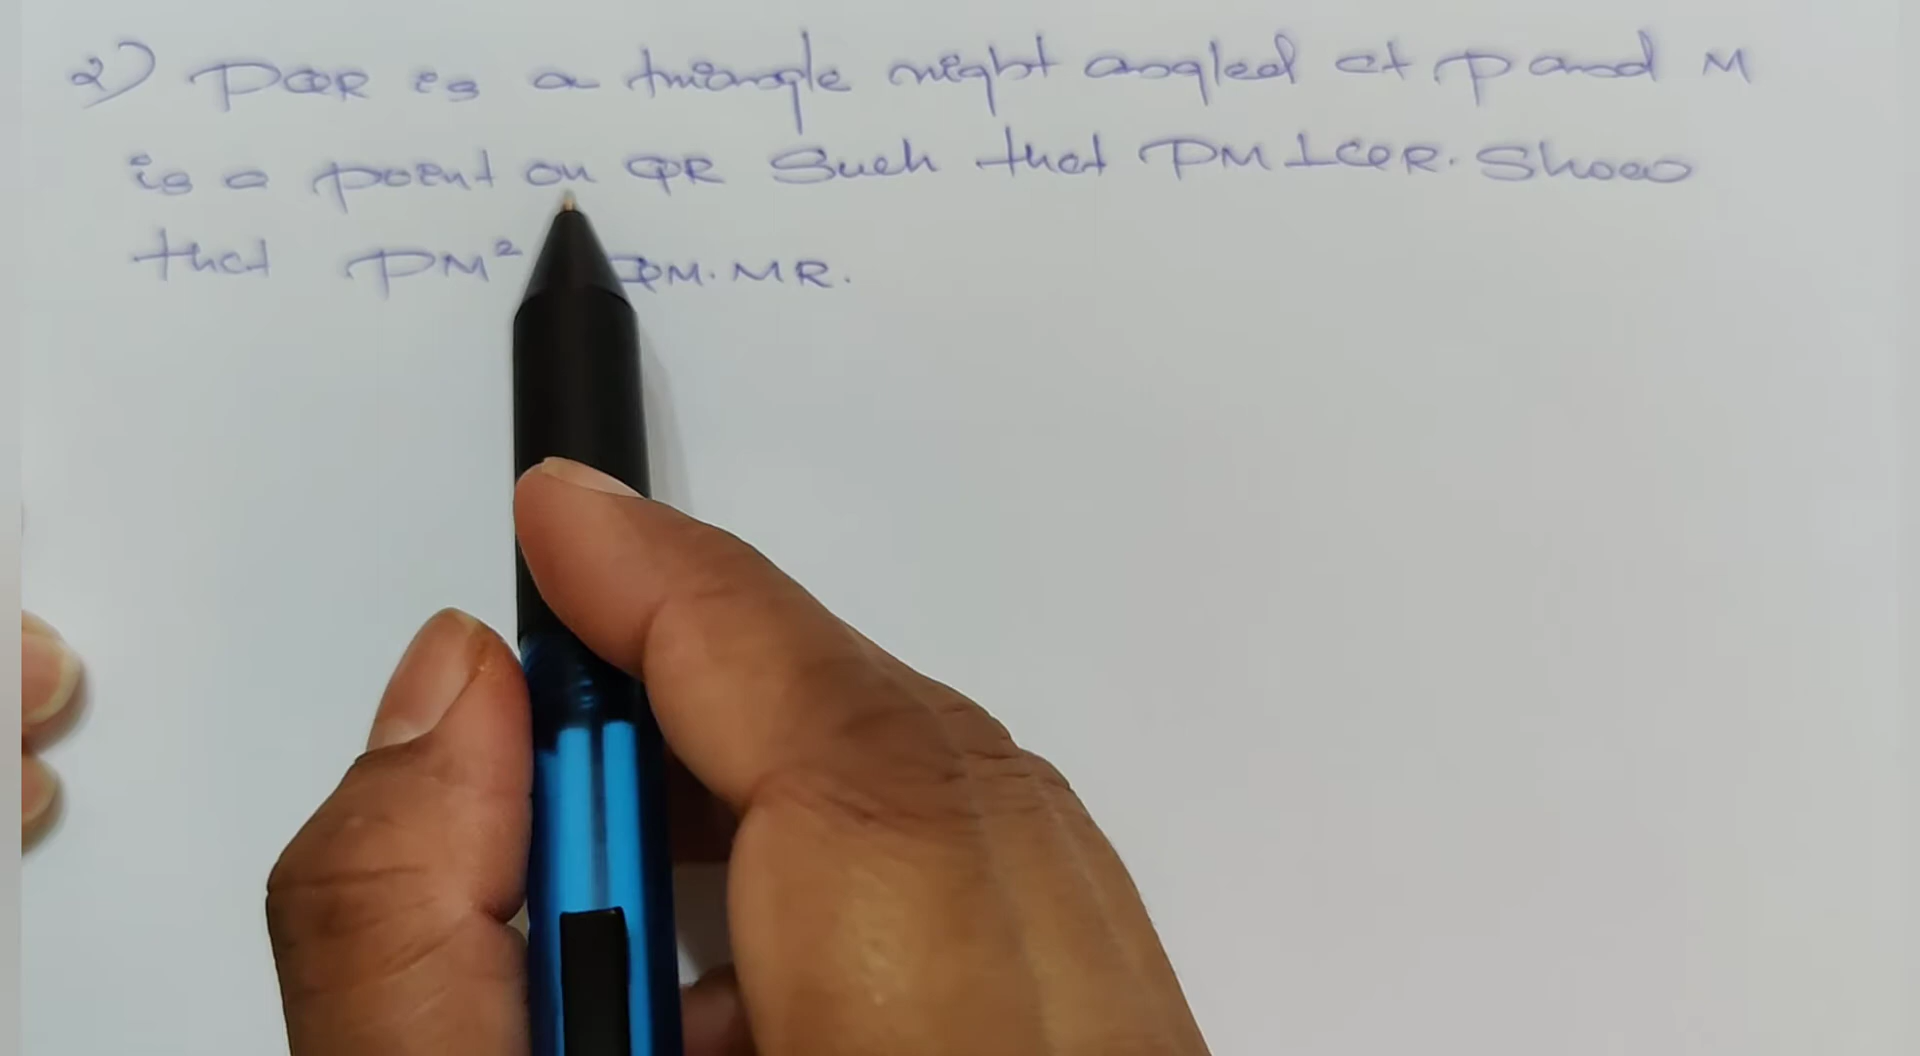 2) PQR is a triangle right angled at P and M
is a point on QR such that PM ⊥ QR. Show
that PM² QM. MR.